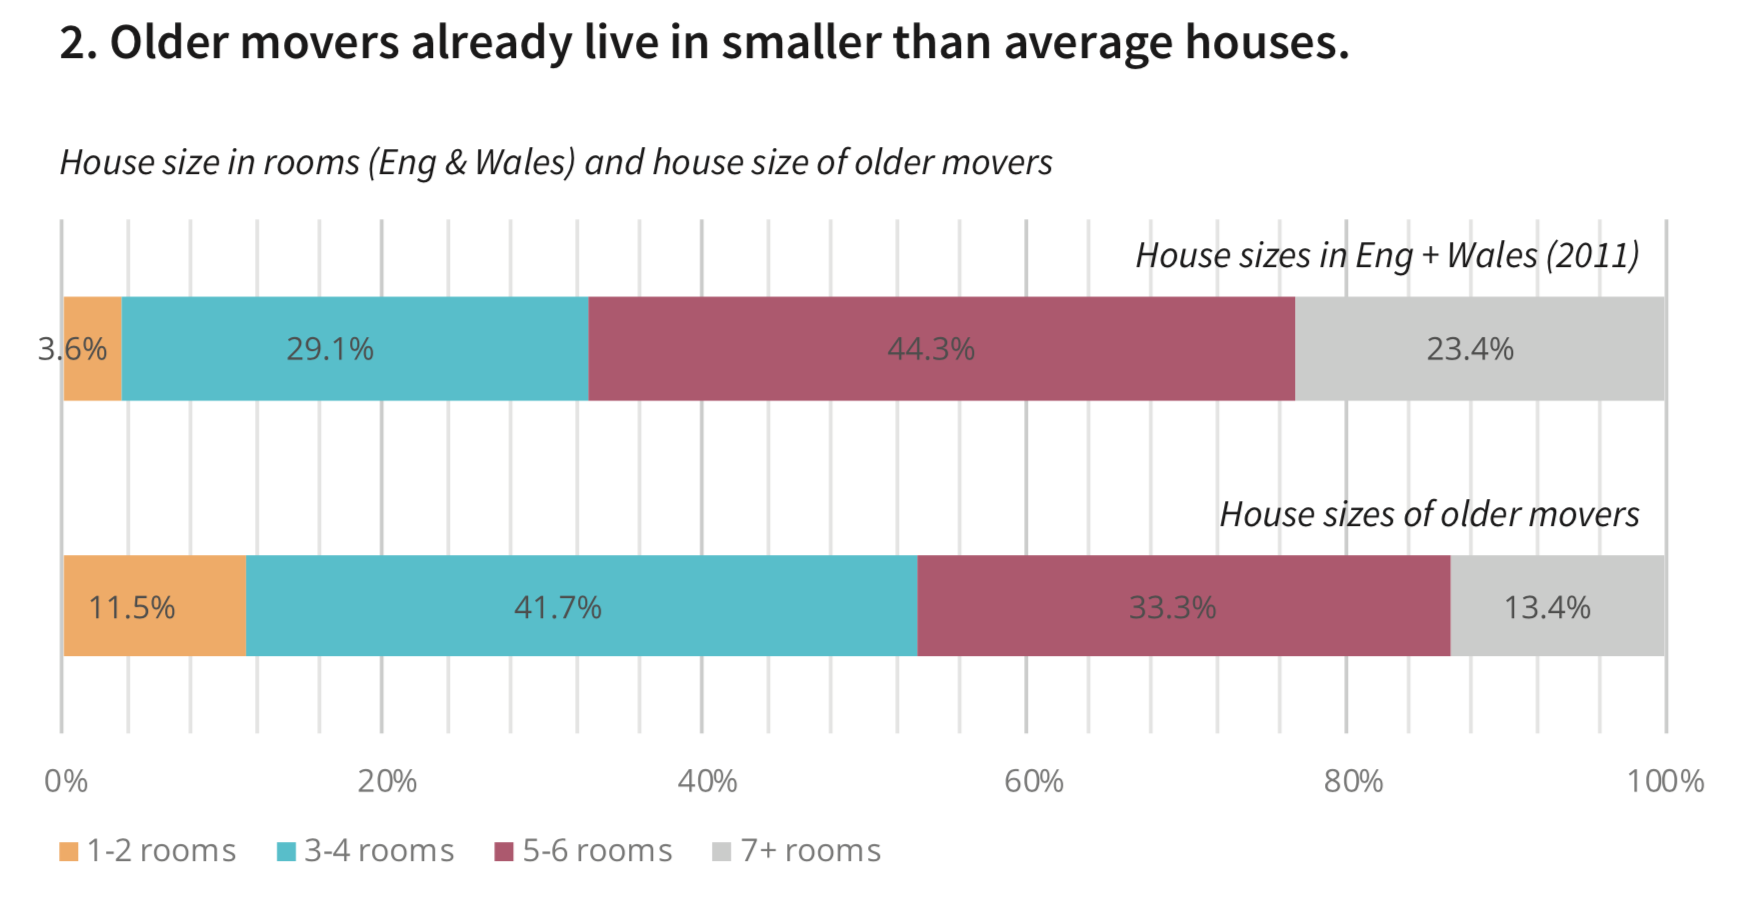 2. Older movers already live in smaller than average houses.
House size in rooms (Eng & Wales) and house size of older movers
House sizes in Eng + Wales (2011)
3.6% 29.1% 44.3% 23.4%
House sizes of older movers
11.5% 41.7% 33.3% 13.4%
0% 20% 40% 60% 80% 100%
1-2 rooms 3-4 rooms 5-6 rooms 7+ rooms